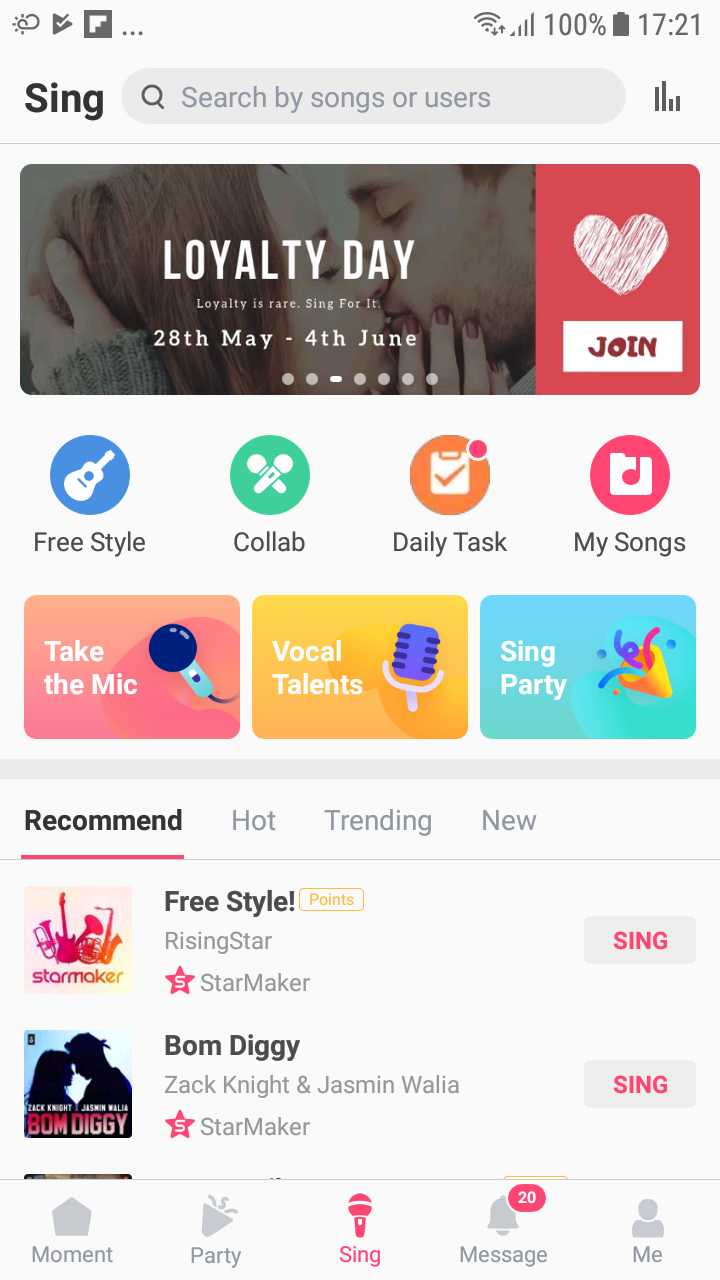 ... 100% 17:21
Sing
Search by songs or users
LOYALTY DAY
Loyalty is rare. Sing For It.
28th May - 4th June
JOIN
Free Style
Collab
Daily Task
My Songs
Take
the Mic
Vocal
Talents
Sing
Party
Recommend
Hot
Trending
New
Free Style!
Points
RisingStar
StarMaker
SING
starmaker
Bom Diggy
Zack Knight & Jasmin Walia
StarMaker
SING
ZACK KNIGHT X JASMIN WALIA
BOM DIGGY
Moment
Party
Sing
Message
20
Me